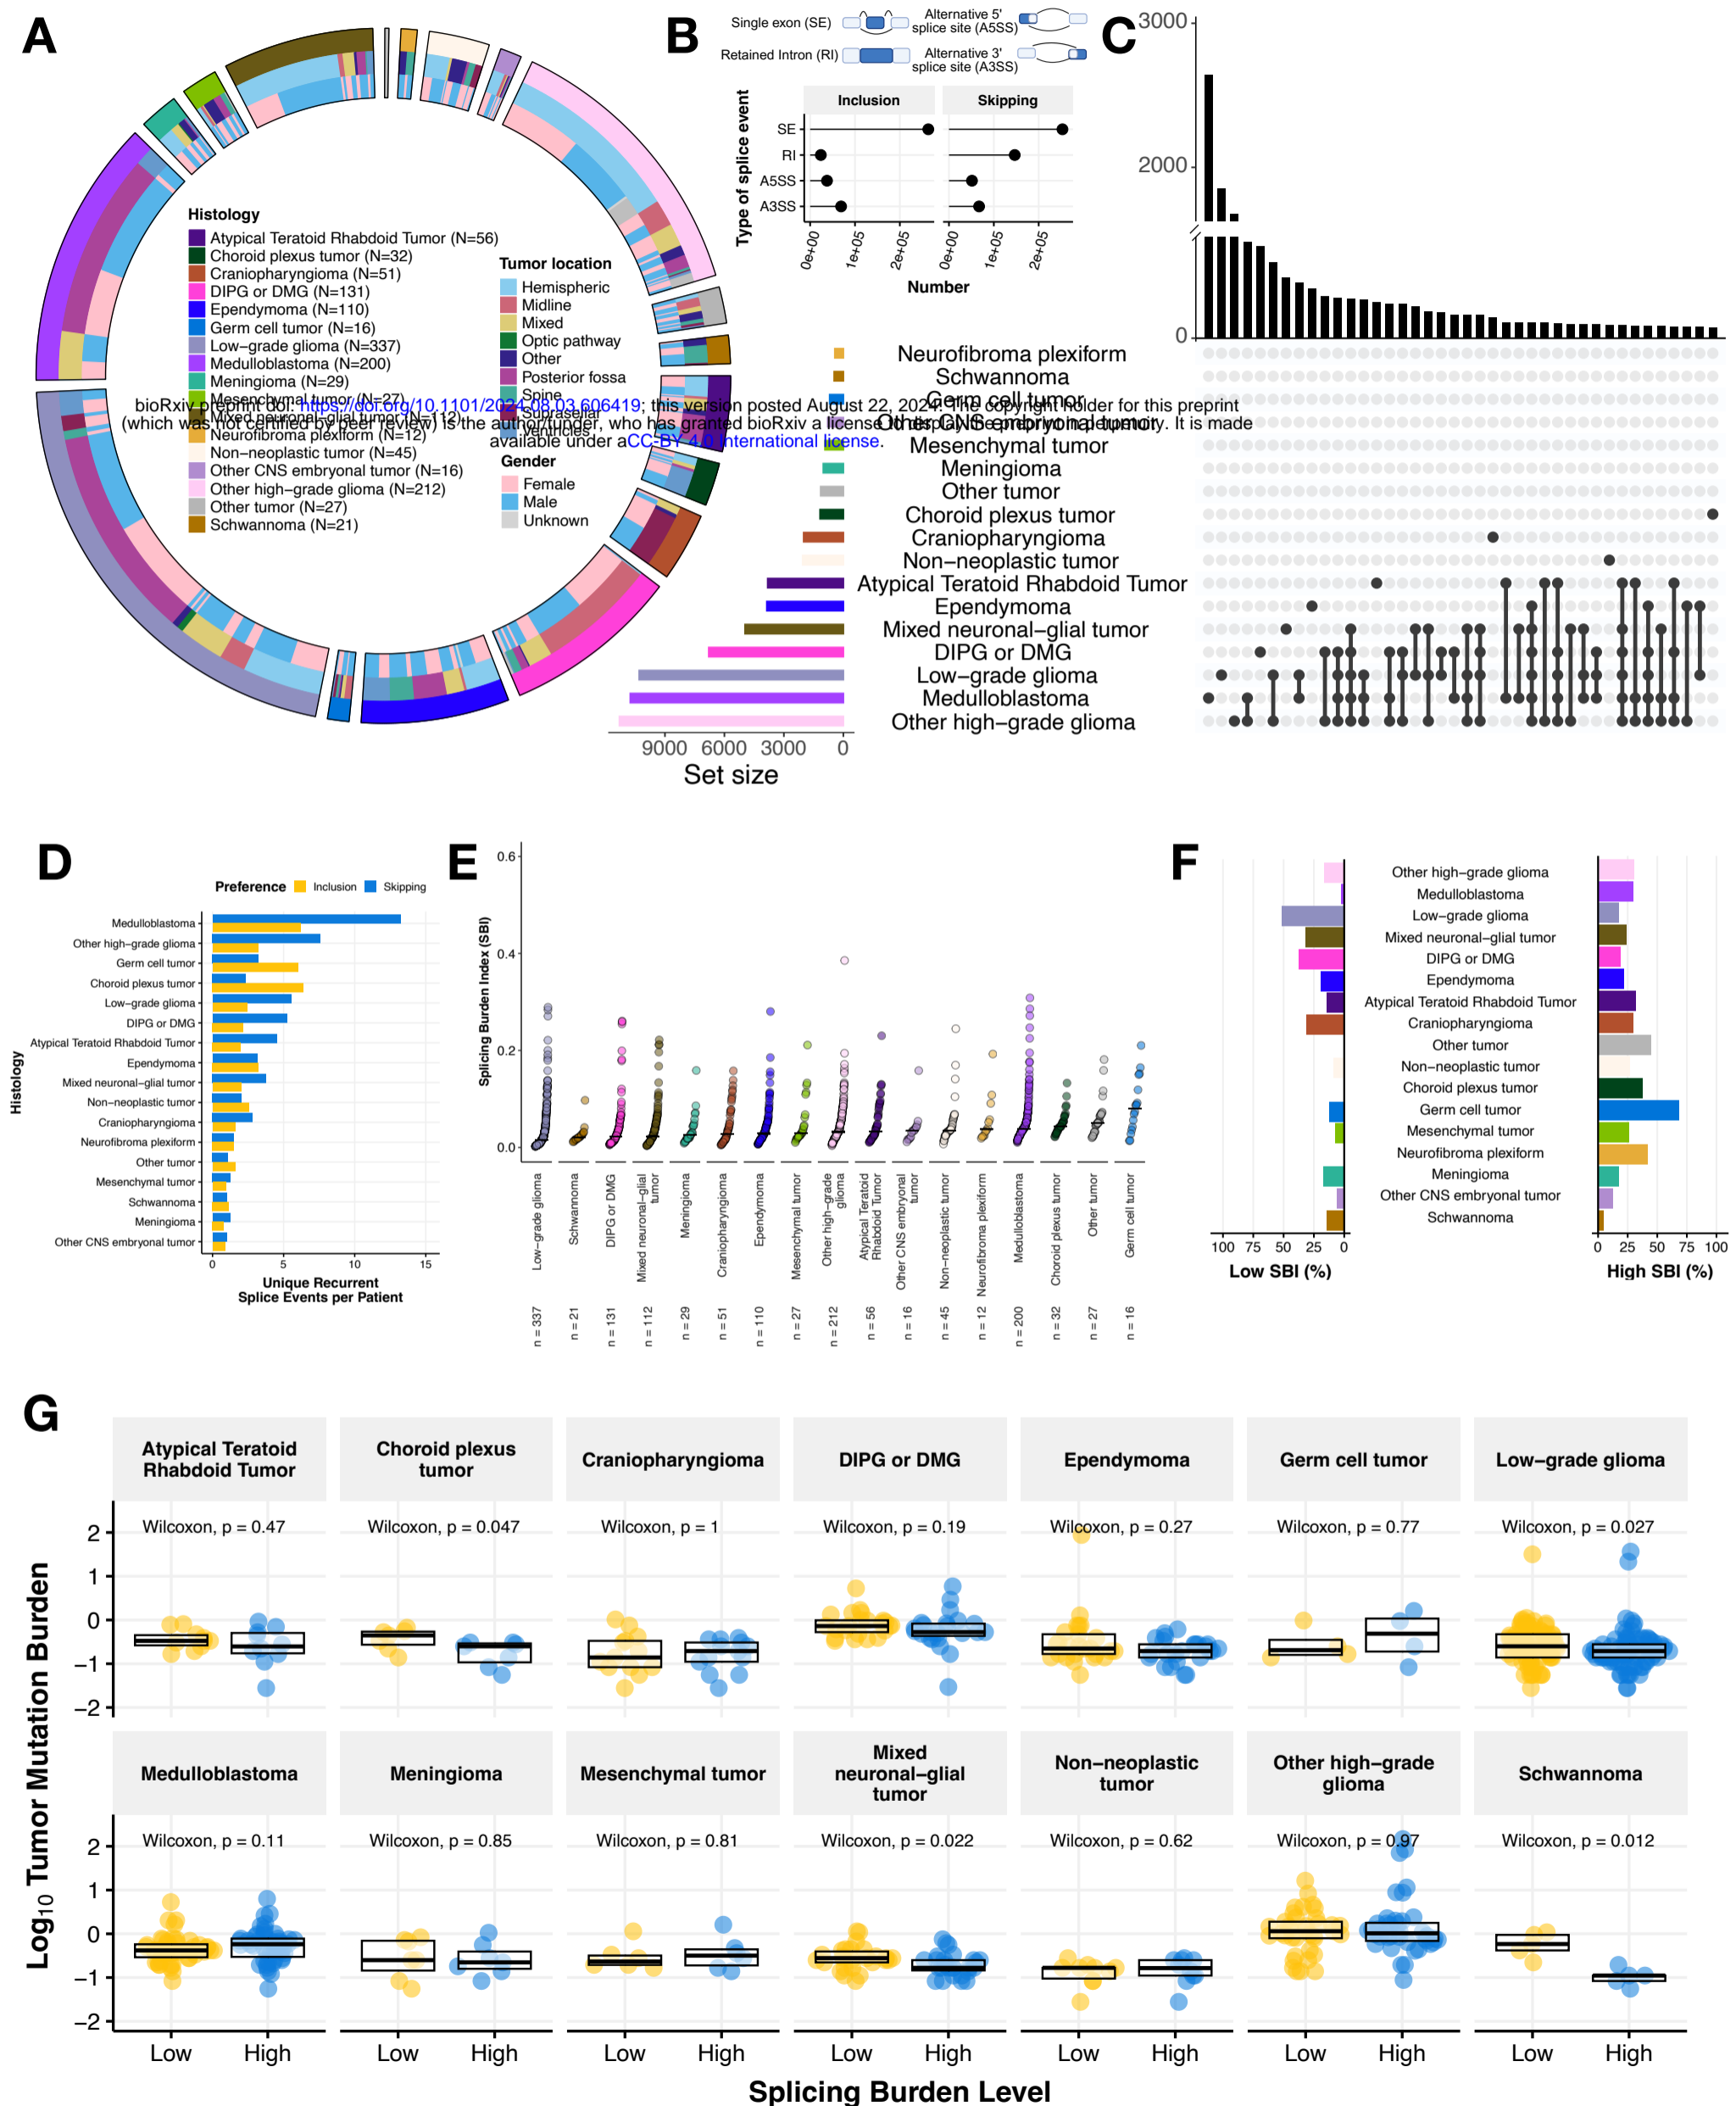 A
Histology
Atypical Teratoid Rhabdoid Tumor (N=56)
Choroid plexus tumor (N=32)
Craniopharyngioma (N=51)
DIPG or DMG (N=131)
Ependymoma (N=110)
Germ cell tumor (N=16)
Low−grade glioma (N=337)
Medulloblastoma (N=200)
Meningioma (N=29)
Mesenchymal tumor (N=27)
Mixed neuronal−glial tumor (N=112)
Neurofibroma plexiform (N=12)
Non−neoplastic tumor (N=45)
Other CNS embryonal tumor (N=16)
Other high−grade glioma (N=212)
Other tumor (N=27)
Schwannoma (N=21)
Tumor location
Hemispheric
Midline
Mixed
Optic pathway
Other
Posterior fossa
Spine
Suprasellar
Ventricles
Gender
Female
Male
Unknown
bioRxiv preprint doi: https://doi.org/10.1101/2024.08.03.606419; this version posted August 22, 2024. The copyright holder for this preprint
(which was not certified by peer review) is the author/funder, who has granted bioRxiv a license to display the preprint in perpetuity. It is made
available under aCC-BY 4.0 International license.
B
Single exon (SE)
Alternative 5'
splice site (A5SS)
Retained Intron (RI)
Alternative 3'
splice site (A3SS)
Inclusion
Skipping
Type of splice event
SE
RI
A5SS
A3SS
0e+00
1e+05
2e+05
0e+00
1e+05
2e+05
Number
C
3000
2000
0
Neurofibroma plexiform
Schwannoma
Germ cell tumor
Other CNS embryonal tumor
Mesenchymal tumor
Meningioma
Other tumor
Choroid plexus tumor
Craniopharyngioma
Non−neoplastic tumor
Atypical Teratoid Rhabdoid Tumor
Ependymoma
Mixed neuronal−glial tumor
DIPG or DMG
Low−grade glioma
Medulloblastoma
Other high−grade glioma
9000 6000 3000 0
Set size
D
Preference Inclusion Skipping
Histology
Medulloblastoma
Other high−grade glioma
Germ cell tumor
Choroid plexus tumor
Low−grade glioma
DIPG or DMG
Atypical Teratoid Rhabdoid Tumor
Ependymoma
Mixed neuronal−glial tumor
Non−neoplastic tumor
Craniopharyngioma
Neurofibroma plexiform
Other tumor
Mesenchymal tumor
Schwannoma
Meningioma
Other CNS embryonal tumor
0 5 10 15
Unique Recurrent
Splice Events per Patient
E
Splicing Burden Index (SBI)
0.6
0.4
0.2
0.0
Low−grade glioma
Schwannoma
DIPG or DMG
Mixed neuronal−glial
tumor
Meningioma
Craniopharyngioma
Ependymoma
Mesenchymal tumor
Other high−grade
glioma
Atypical Teratoid
Rhabdoid Tumor
Other CNS embryonal
tumor
Non−neoplastic tumor
Neurofibroma plexiform
Medulloblastoma
Choroid plexus tumor
Other tumor
Germ cell tumor
n = 337
n = 21
n = 131
n = 112
n = 29
n = 51
n = 110
n = 27
n = 212
n = 56
n = 16
n = 45
n = 12
n = 200
n = 32
n = 27
n = 16
F
Other high−grade glioma
Medulloblastoma
Low−grade glioma
Mixed neuronal−glial tumor
DIPG or DMG
Ependymoma
Atypical Teratoid Rhabdoid Tumor
Craniopharyngioma
Other tumor
Non−neoplastic tumor
Choroid plexus tumor
Germ cell tumor
Mesenchymal tumor
Neurofibroma plexiform
Meningioma
Other CNS embryonal tumor
Schwannoma
100 75 50 25 0
Low SBI (%)
0 25 50 75 100
High SBI (%)
G
Log10 Tumor Mutation Burden
Atypical Teratoid
Rhabdoid Tumor
Choroid plexus
tumor
Craniopharyngioma
DIPG or DMG
Ependymoma
Germ cell tumor
Low−grade glioma
Wilcoxon, p = 0.47
Wilcoxon, p = 0.047
Wilcoxon, p = 1
Wilcoxon, p = 0.19
Wilcoxon, p = 0.27
Wilcoxon, p = 0.77
Wilcoxon, p = 0.027
2
1
0
−1
−2
Medulloblastoma
Meningioma
Mesenchymal tumor
Mixed
neuronal−glial
tumor
Non−neoplastic
tumor
Other high−grade
glioma
Schwannoma
Wilcoxon, p = 0.11
Wilcoxon, p = 0.85
Wilcoxon, p = 0.81
Wilcoxon, p = 0.022
Wilcoxon, p = 0.62
Wilcoxon, p = 0.97
Wilcoxon, p = 0.012
2
1
0
−1
−2
Low High Low High Low High Low High Low High Low High Low High
Splicing Burden Level